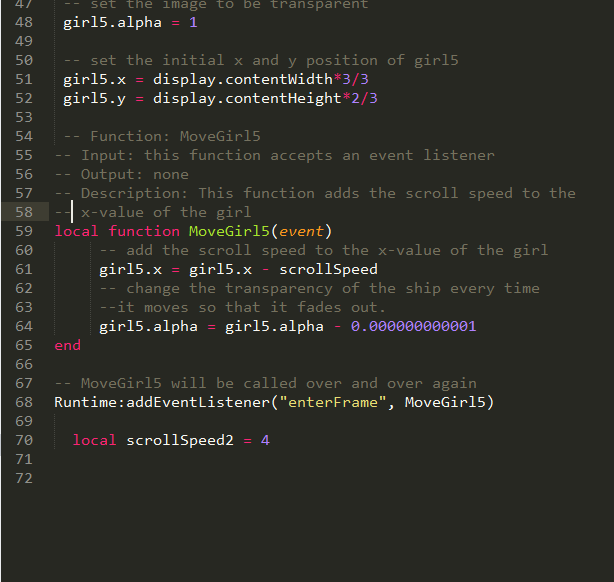 47 -- set the image to be transparent
48 girl5.alpha = 1
49
50 -- set the initial x and y position of girl5
51 girl5.x = display.contentWidth*3/3
52 girl5.y = display.contentHeight*2/3
53
54 -- Function: MoveGirl5
55 -- Input: this function accepts an event listener
56 -- Output: none
57 -- Description: This function adds the scroll speed to the
58 -- x-value of the girl
59 local function MoveGirl5(event)
60 -- add the scroll speed to the x-value of the girl
61 girl5.x = girl5.x - scrollSpeed
62 -- change the transparency of the ship every time
63 --it moves so that it fades out.
64 girl5.alpha = girl5.alpha - 0.000000000001
65 end
66
67 -- MoveGirl5 will be called over and over again
68 Runtime:addEventListener("enterFrame", MoveGirl5)
69
70 local scrollSpeed2 = 4
71
72